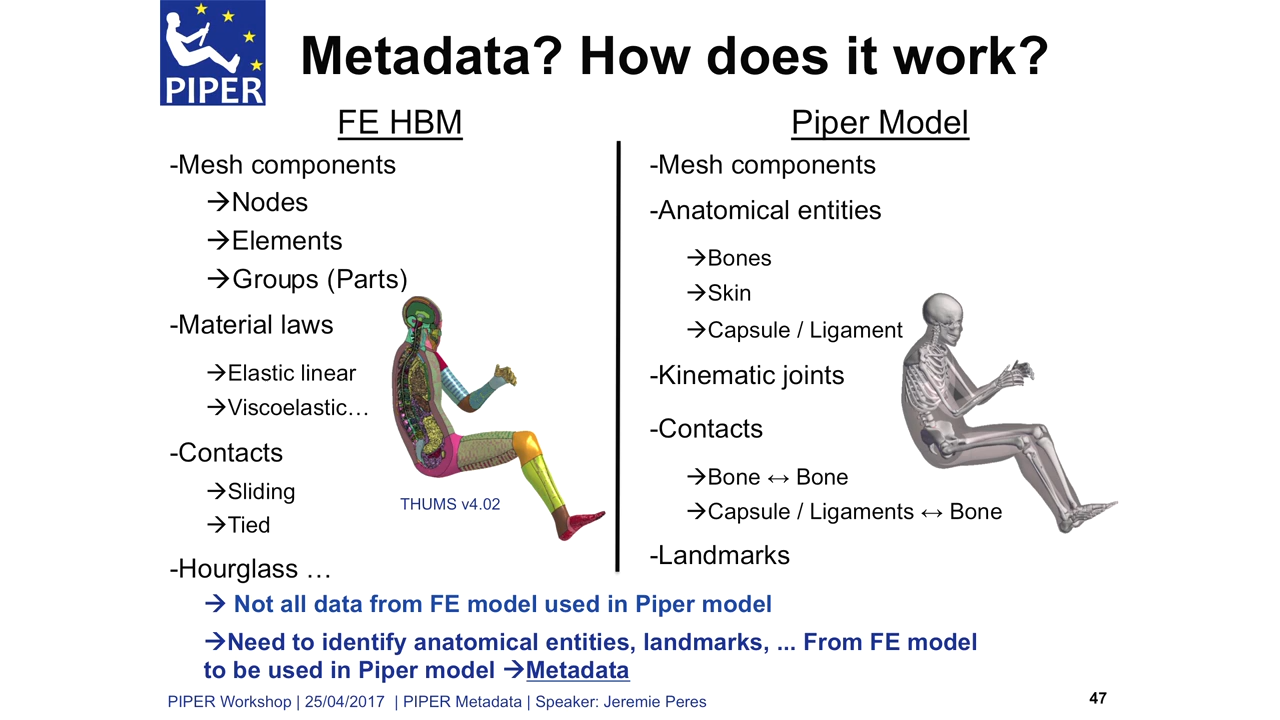 PIPER
Metadata? How does it work?
FE HBM
-Mesh components
→Nodes
→Elements
→Groups (Parts)
-Material laws
→Elastic linear
→Viscoelastic…
-Contacts
→Sliding
→Tied
-Hourglass …
THUMS v4.02
Piper Model
-Mesh components
-Anatomical entities
→Bones
→Skin
→Capsule / Ligament
-Kinematic joints
-Contacts
→Bone ↔ Bone
→Capsule / Ligaments ↔ Bone
-Landmarks
→ Not all data from FE model used in Piper model
→Need to identify anatomical entities, landmarks, ... From FE model
to be used in Piper model →Metadata
PIPER Workshop | 25/04/2017 | PIPER Metadata | Speaker: Jeremie Peres
47